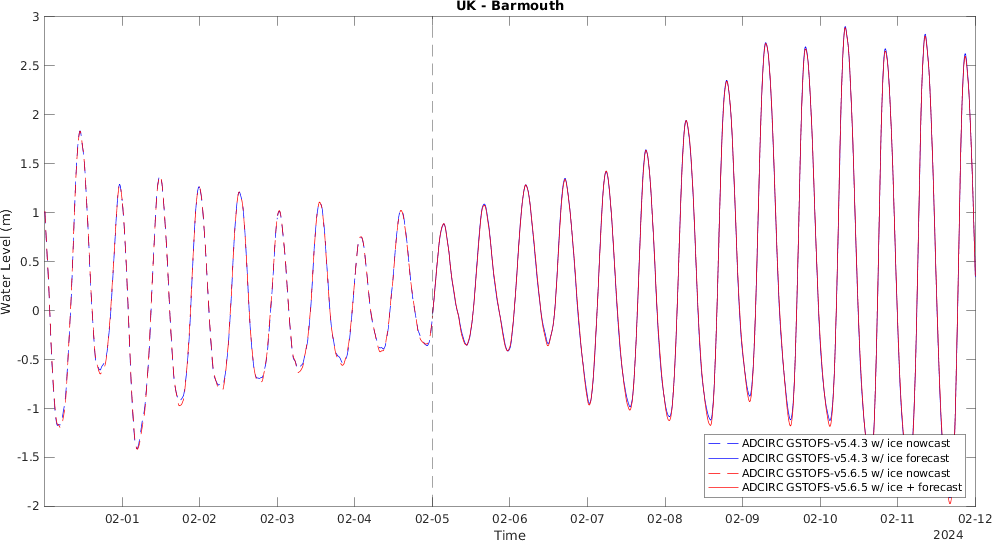 UK - Barmouth
3
2.5
2
1.5
1
0.5
0
-0.5
-1
-1.5
-2
Water Level (m)
ADCIRC GSTOFS-v5.4.3 w/ ice nowcast
ADCIRC GSTOFS-v5.4.3 w/ ice forecast
ADCIRC GSTOFS-v5.6.5 w/ ice nowcast
ADCIRC GSTOFS-v5.6.5 w/ ice + forecast
02-01 02-02 02-03 02-04 02-05 02-06 02-07 02-08 02-09 02-10 02-11 02-12
Time
2024